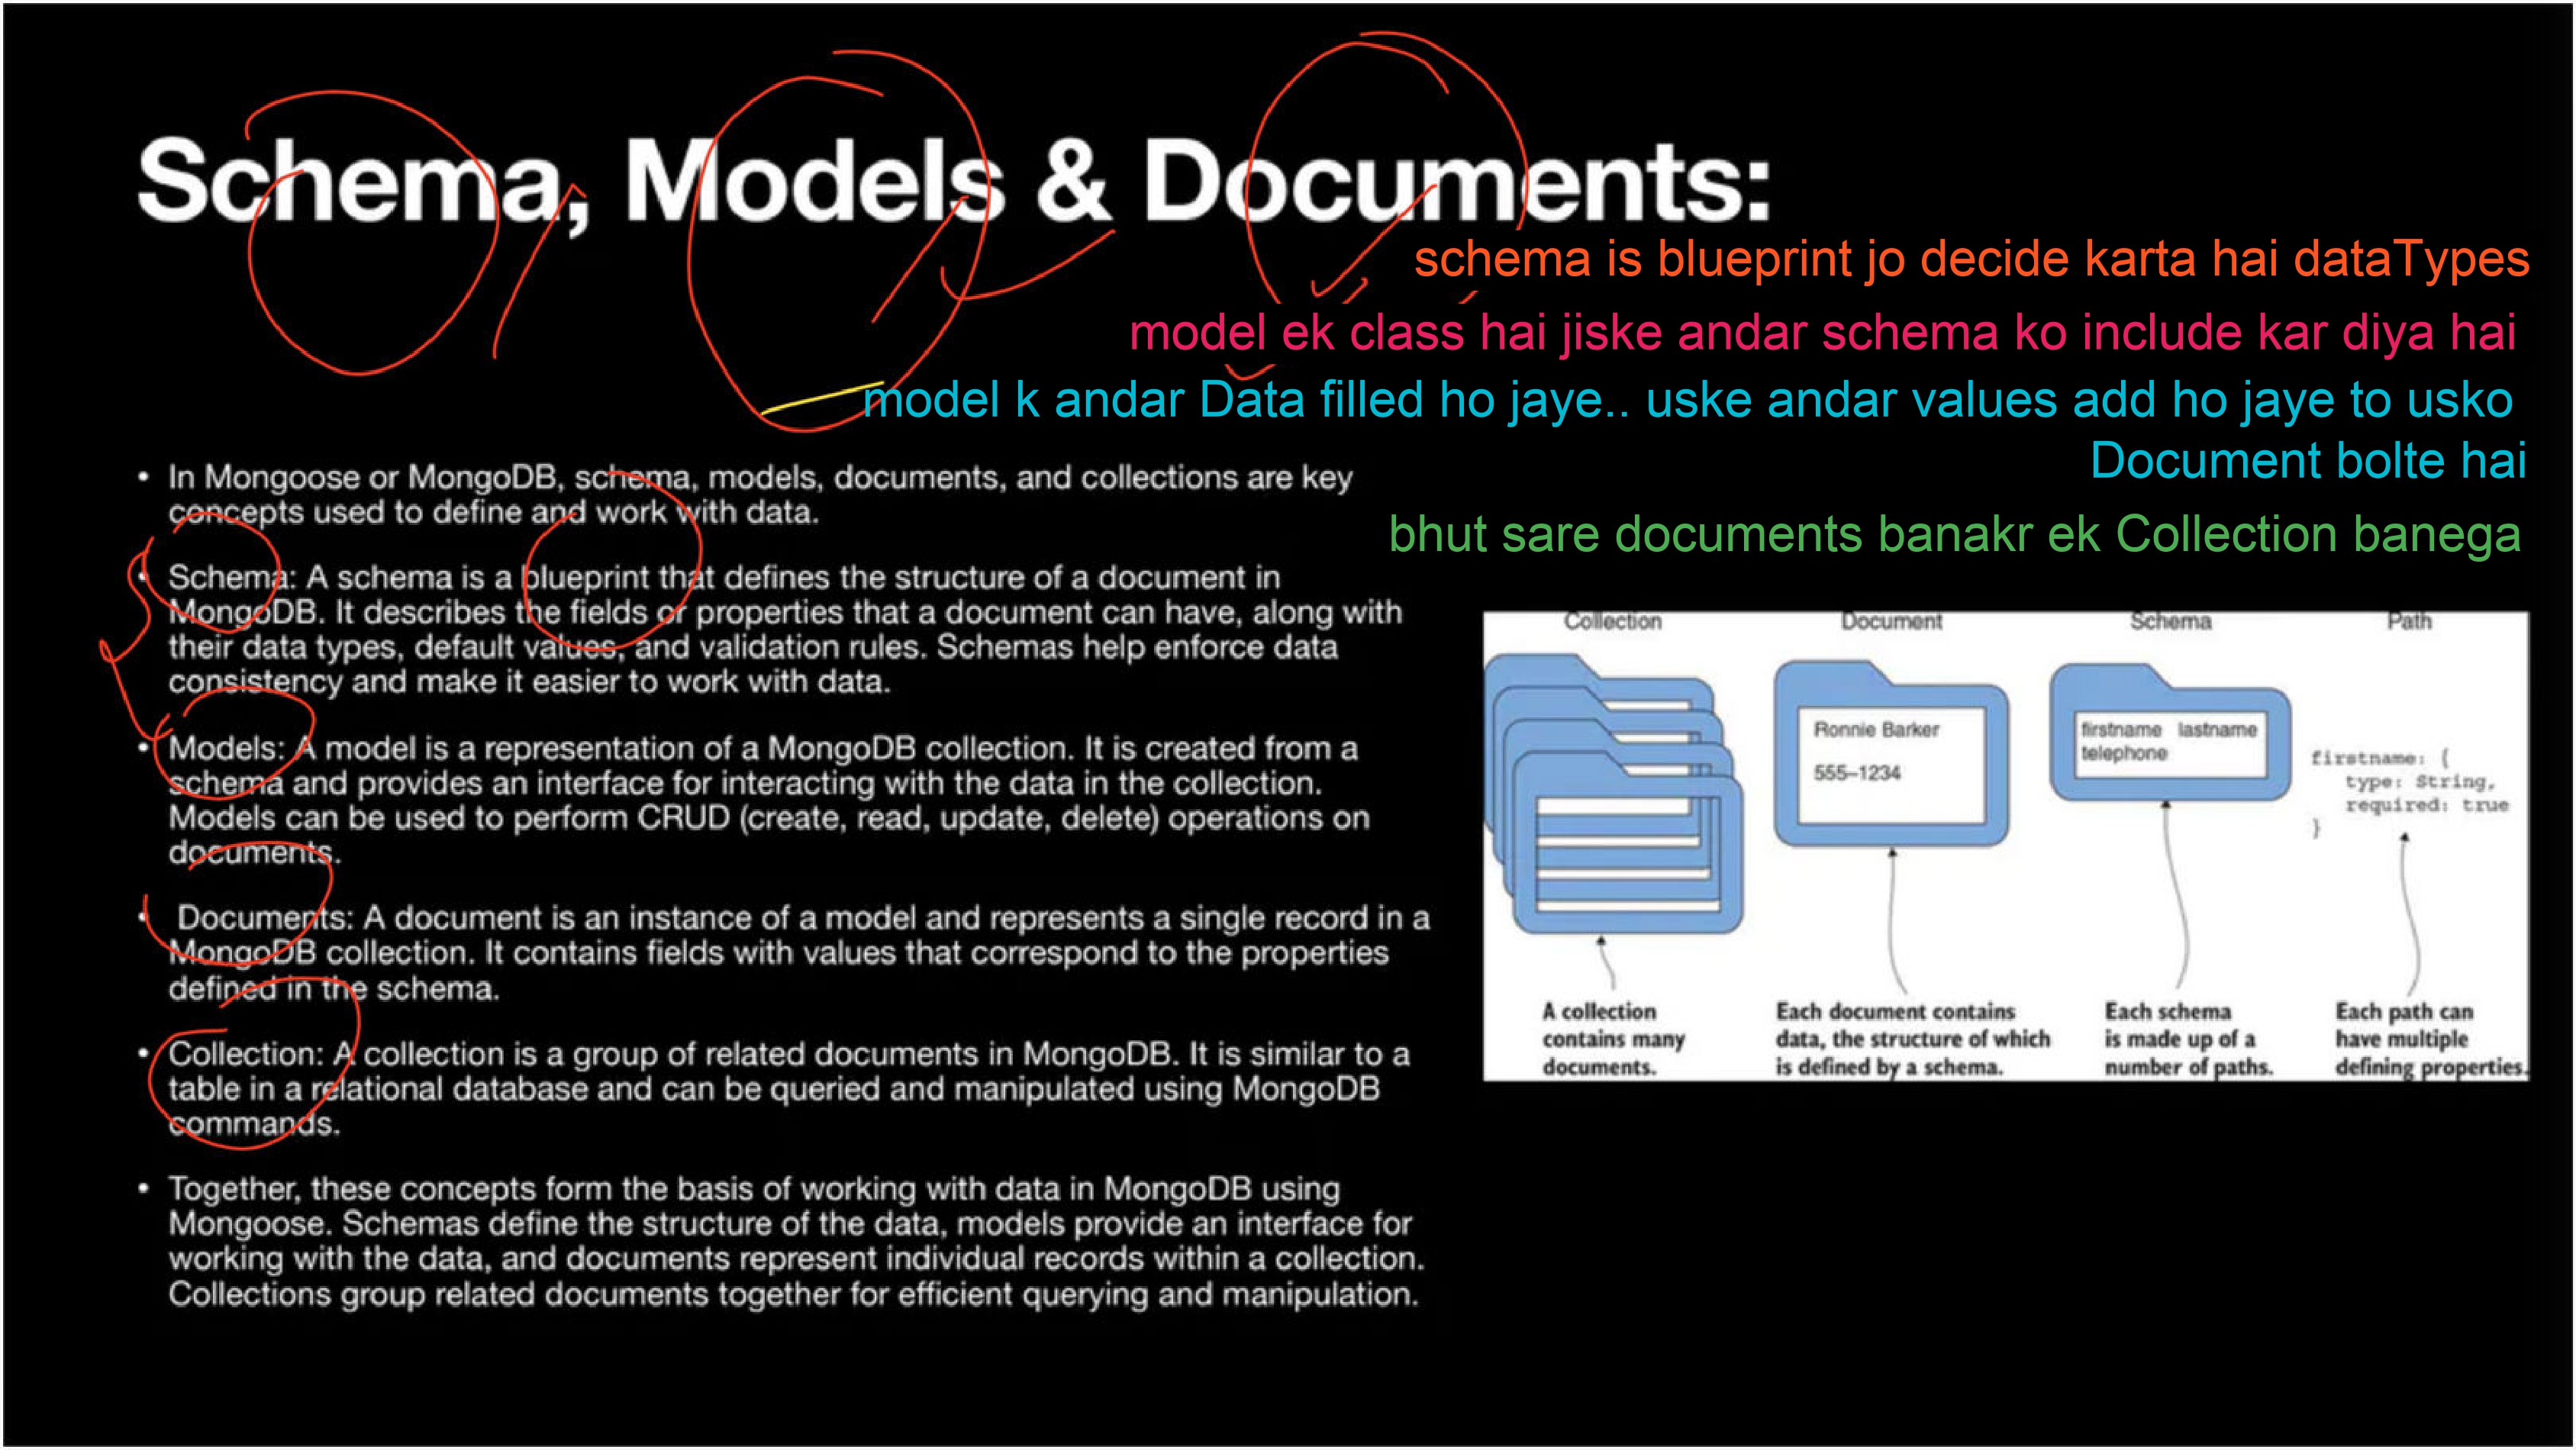 Schema, Models & Documents:
schema is blueprint jo decide karta hai dataTypes
model ek class hai jiske andar schema ko include kar diya hai
model k andar Data filled ho jaye.. uske andar values add ho jaye to usko
Document bolte hai
bhut sare documents banakr ek Collection banega
• In Mongoose or MongoDB, schema, models, documents, and collections are key
concepts used to define and work with data.
• Schema: A schema is a blueprint that defines the structure of a document in
MongoDB. It describes the fields or properties that a document can have, along with
their data types, default values, and validation rules. Schemas help enforce data
consistency and make it easier to work with data.
• Models: A model is a representation of a MongoDB collection. It is created from a
schema and provides an interface for interacting with the data in the collection.
Models can be used to perform CRUD (create, read, update, delete) operations on
documents.
• Documents: A document is an instance of a model and represents a single record in a
MongoDB collection. It contains fields with values that correspond to the properties
defined in the schema.
• Collection: A collection is a group of related documents in MongoDB. It is similar to a
table in a relational database and can be queried and manipulated using MongoDB
commands.
• Together, these concepts form the basis of working with data in MongoDB using
Mongoose. Schemas define the structure of the data, models provide an interface for
working with the data, and documents represent individual records within a collection.
Collections group related documents together for efficient querying and manipulation.
Collection
Document
Schema
Path
Ronnie Barker
555–1234
firstname lastname
telephone
firstname: {
type: String,
required: true
}
A collection
contains many
documents.
Each document contains
data, the structure of which
is defined by a schema.
Each schema
is made up of a
number of paths.
Each path can
have multiple
defining properties.